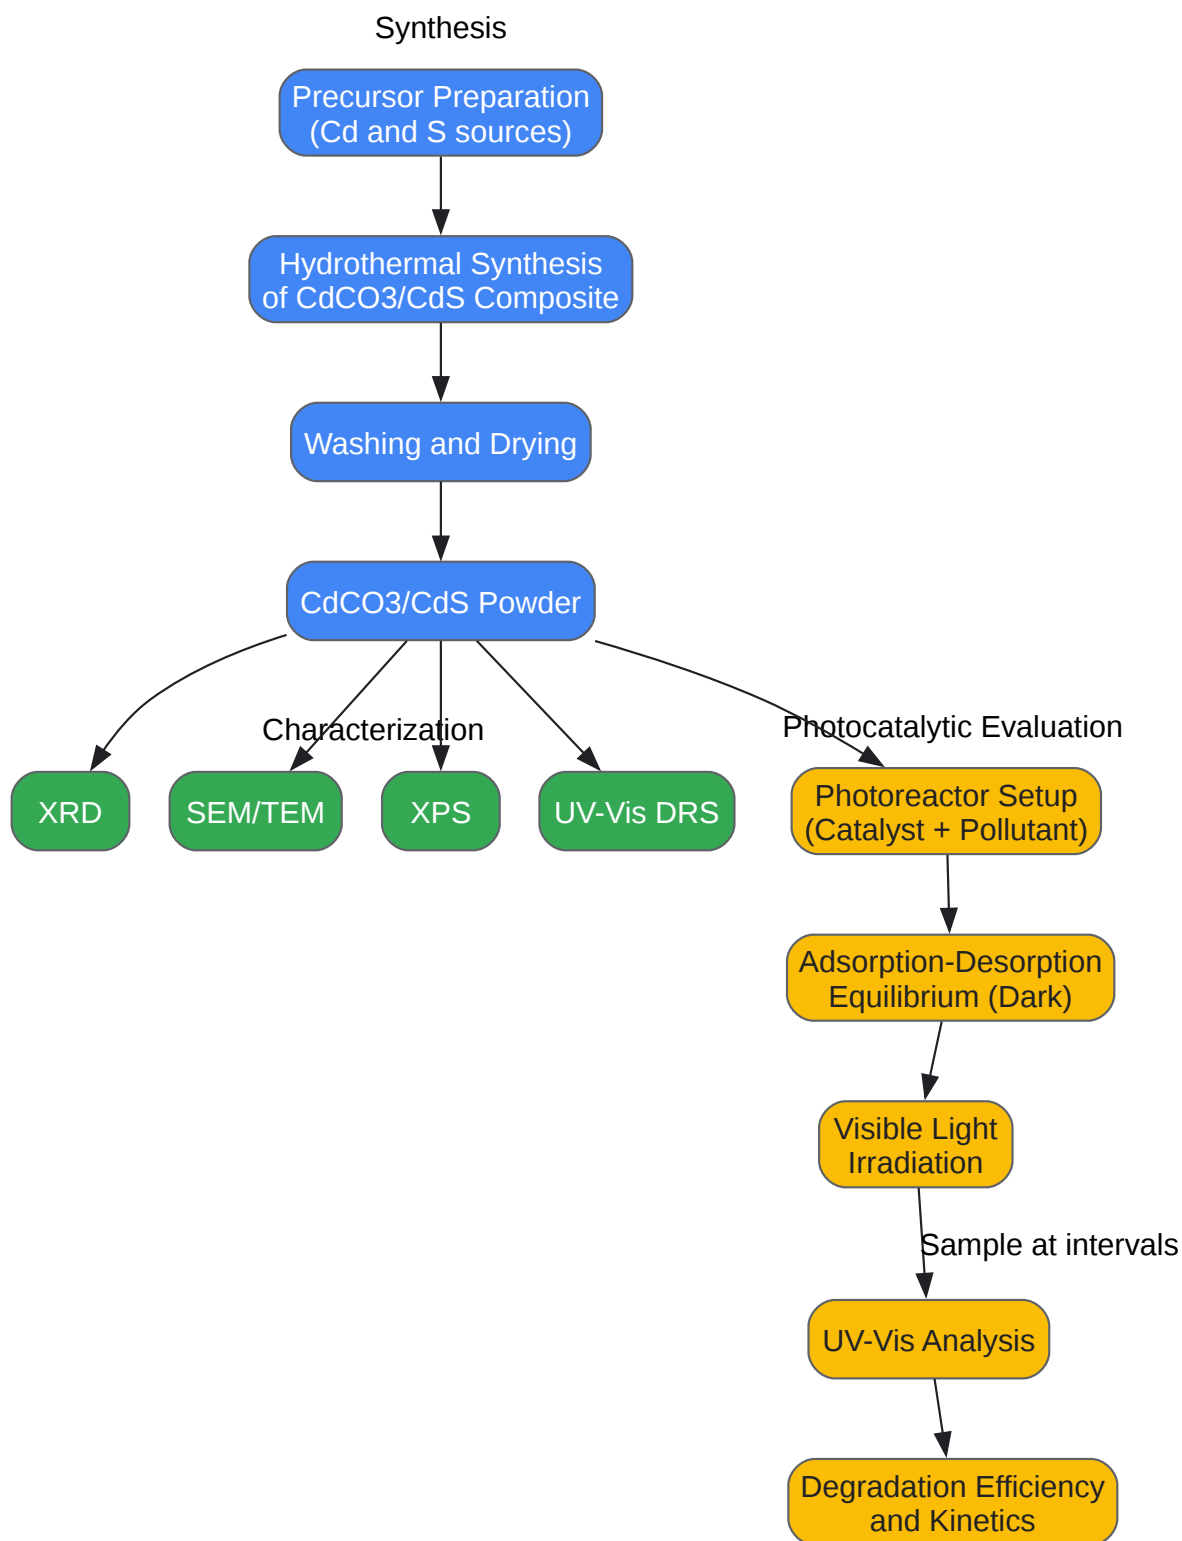 Synthesis
Precursor Preparation
(Cd and S sources)
Hydrothermal Synthesis
of CdCO3/CdS Composite
Washing and Drying
CdCO3/CdS Powder
Characterization
Photocatalytic Evaluation
XRD
SEM/TEM
XPS
UV-Vis DRS
Photoreactor Setup
(Catalyst + Pollutant)
Adsorption-Desorption
Equilibrium (Dark)
Visible Light
Irradiation
Sample at intervals
UV-Vis Analysis
Degradation Efficiency
and Kinetics